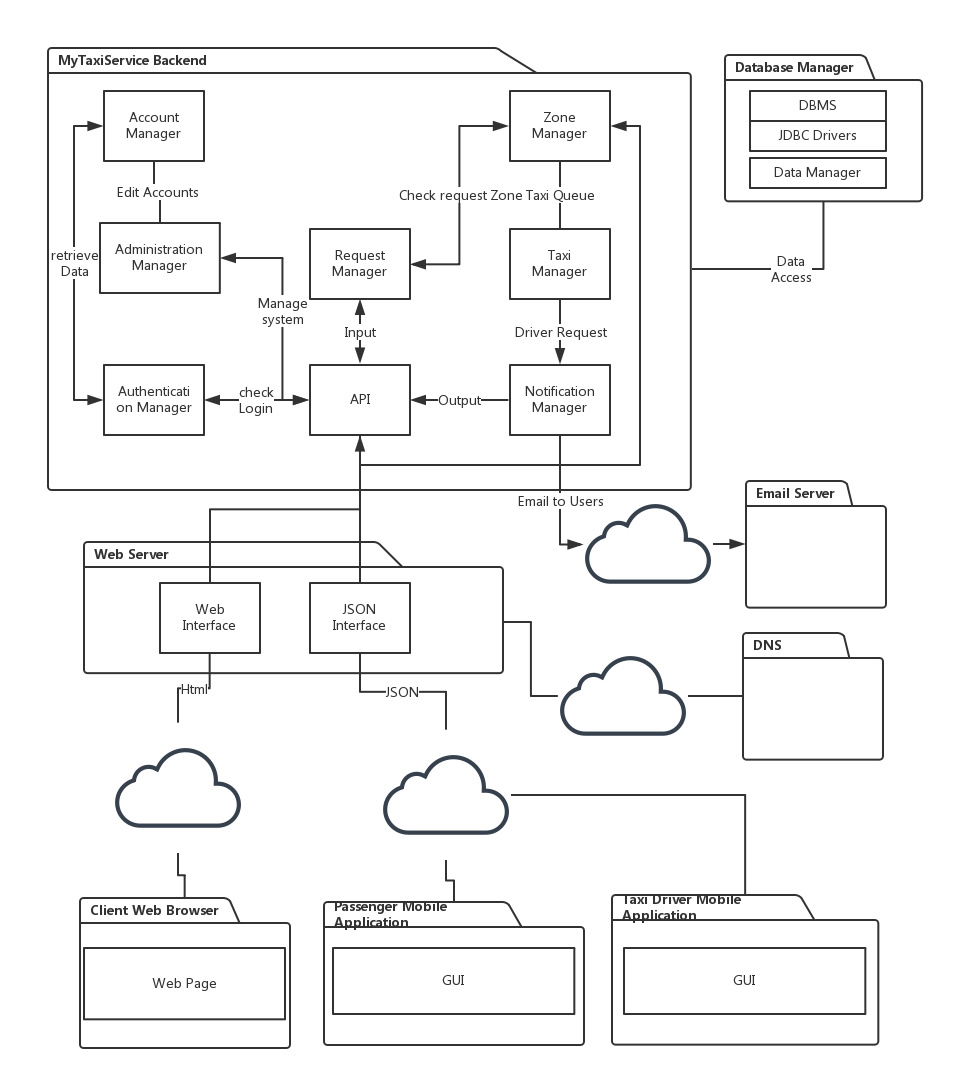 MyTaxiService Backend
Database Manager
DBMS
JDBC Drivers
Data Manager
Account
Manager
Zone
Manager
Edit Accounts
Check request Zone
Taxi Queue
retrieve
Data
Administration
Manager
Request
Manager
Taxi
Manager
Data
Access
Manage
system
Input
Driver Request
Authenticati
on Manager
check
Login
API
Output
Notification
Manager
Email to Users
Email Server
Web Server
Web
Interface
JSON
Interface
DNS
Html
JSON
Client Web Browser
Web Page
Passenger Mobile
Application
GUI
Taxi Driver Mobile
Application
GUI